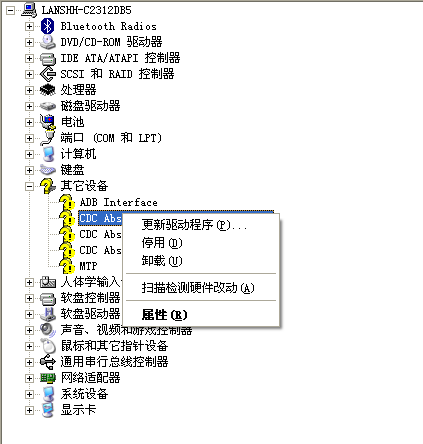 LANSHH-C2312DB5
Bluetooth Radios
DVD/CD-ROM 驱动器
IDE ATA/ATAPI 控制器
SCSI 和 RAID 控制器
处理器
磁盘驱动器
电池
端口 (COM 和 LPT)
计算机
键盘
其它设备
ADB Interface
CDC Abs
CDC Abs
CDC Abs
MTP
更新驱动程序(P)...
停用(D)
卸载(U)
扫描检测硬件改动(A)
属性(R)
人体学输入
软盘控制器
软盘驱动器
声音、视频和游戏控制器
鼠标和其它指针设备
通用串行总线控制器
网络适配器
系统设备
显示卡